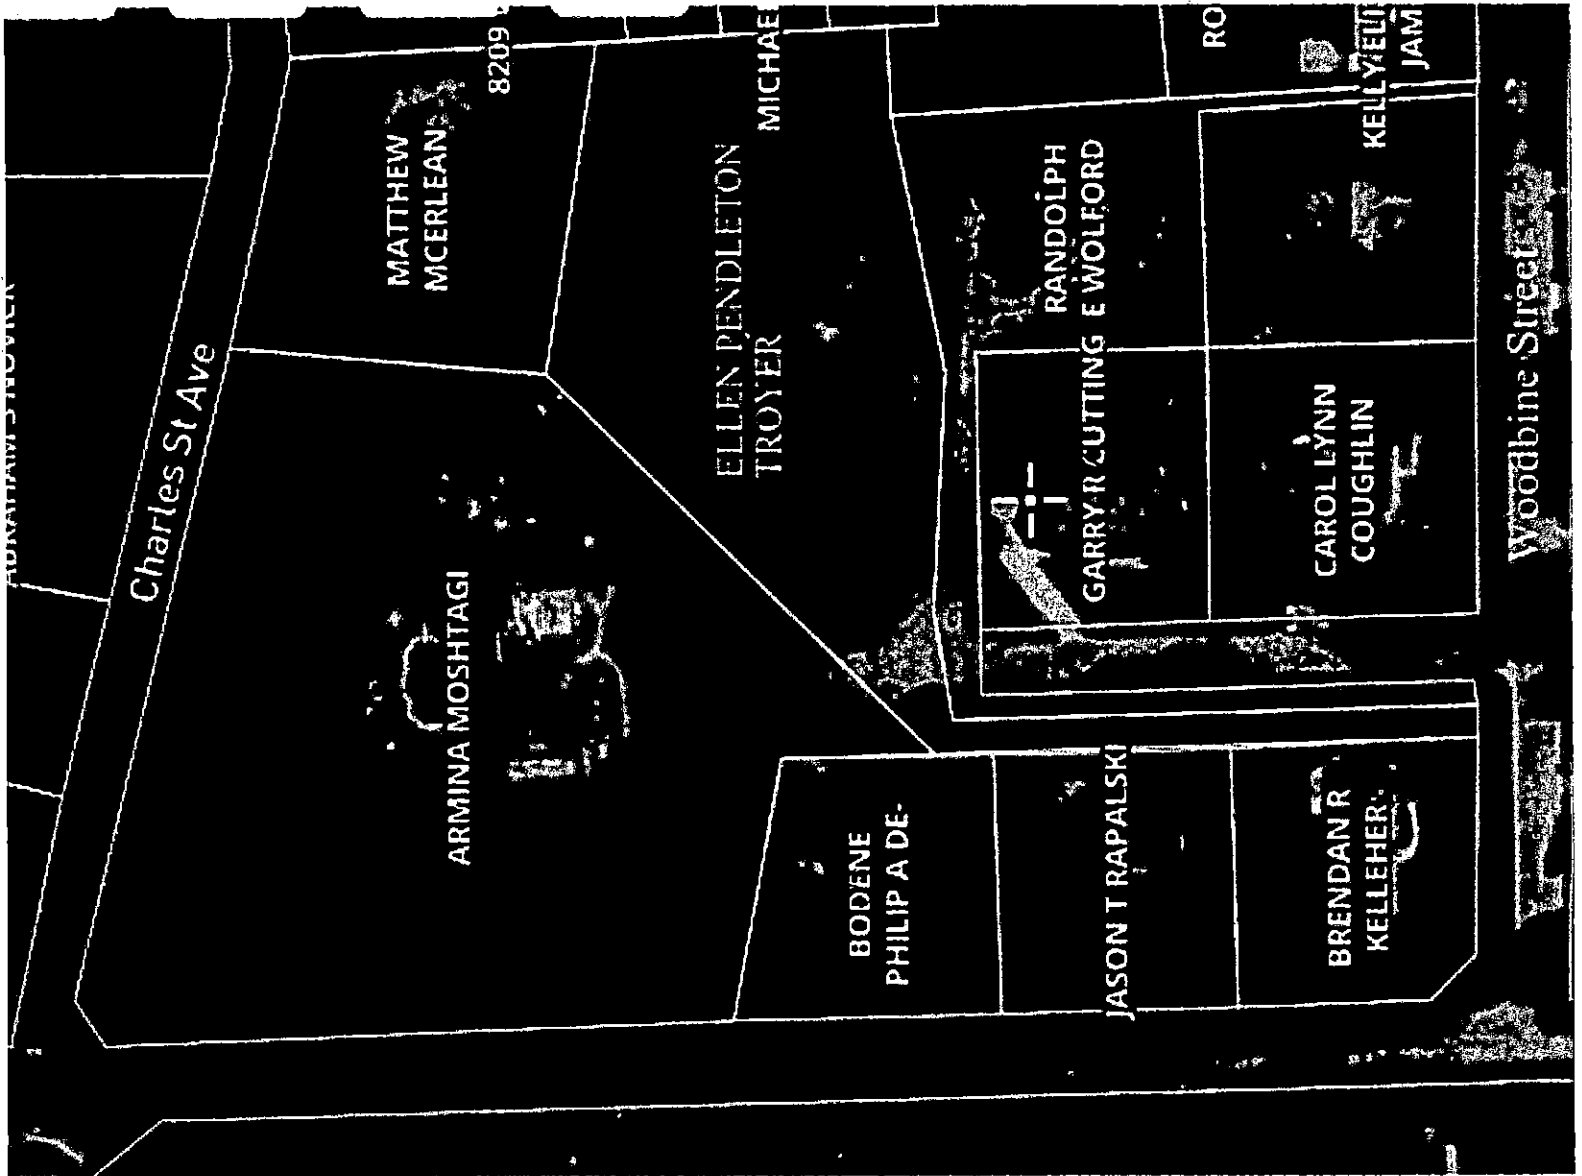 Charles St Ave
8209
MATTHEW
MCERLEAN
MICHAE
ELLEN PENDLETON
TROYER
RO
KELLY ELI
JAM
RANDOLPH
E WOLFORD
GARRY R CUTTING
CAROL LYNN
COUGHLIN
Woodbine Street
ARMINA MOSHTAGI
BODENE
PHILIP A DE-
JASON T RAPALSKI
BRENDAN R
KELLEHER